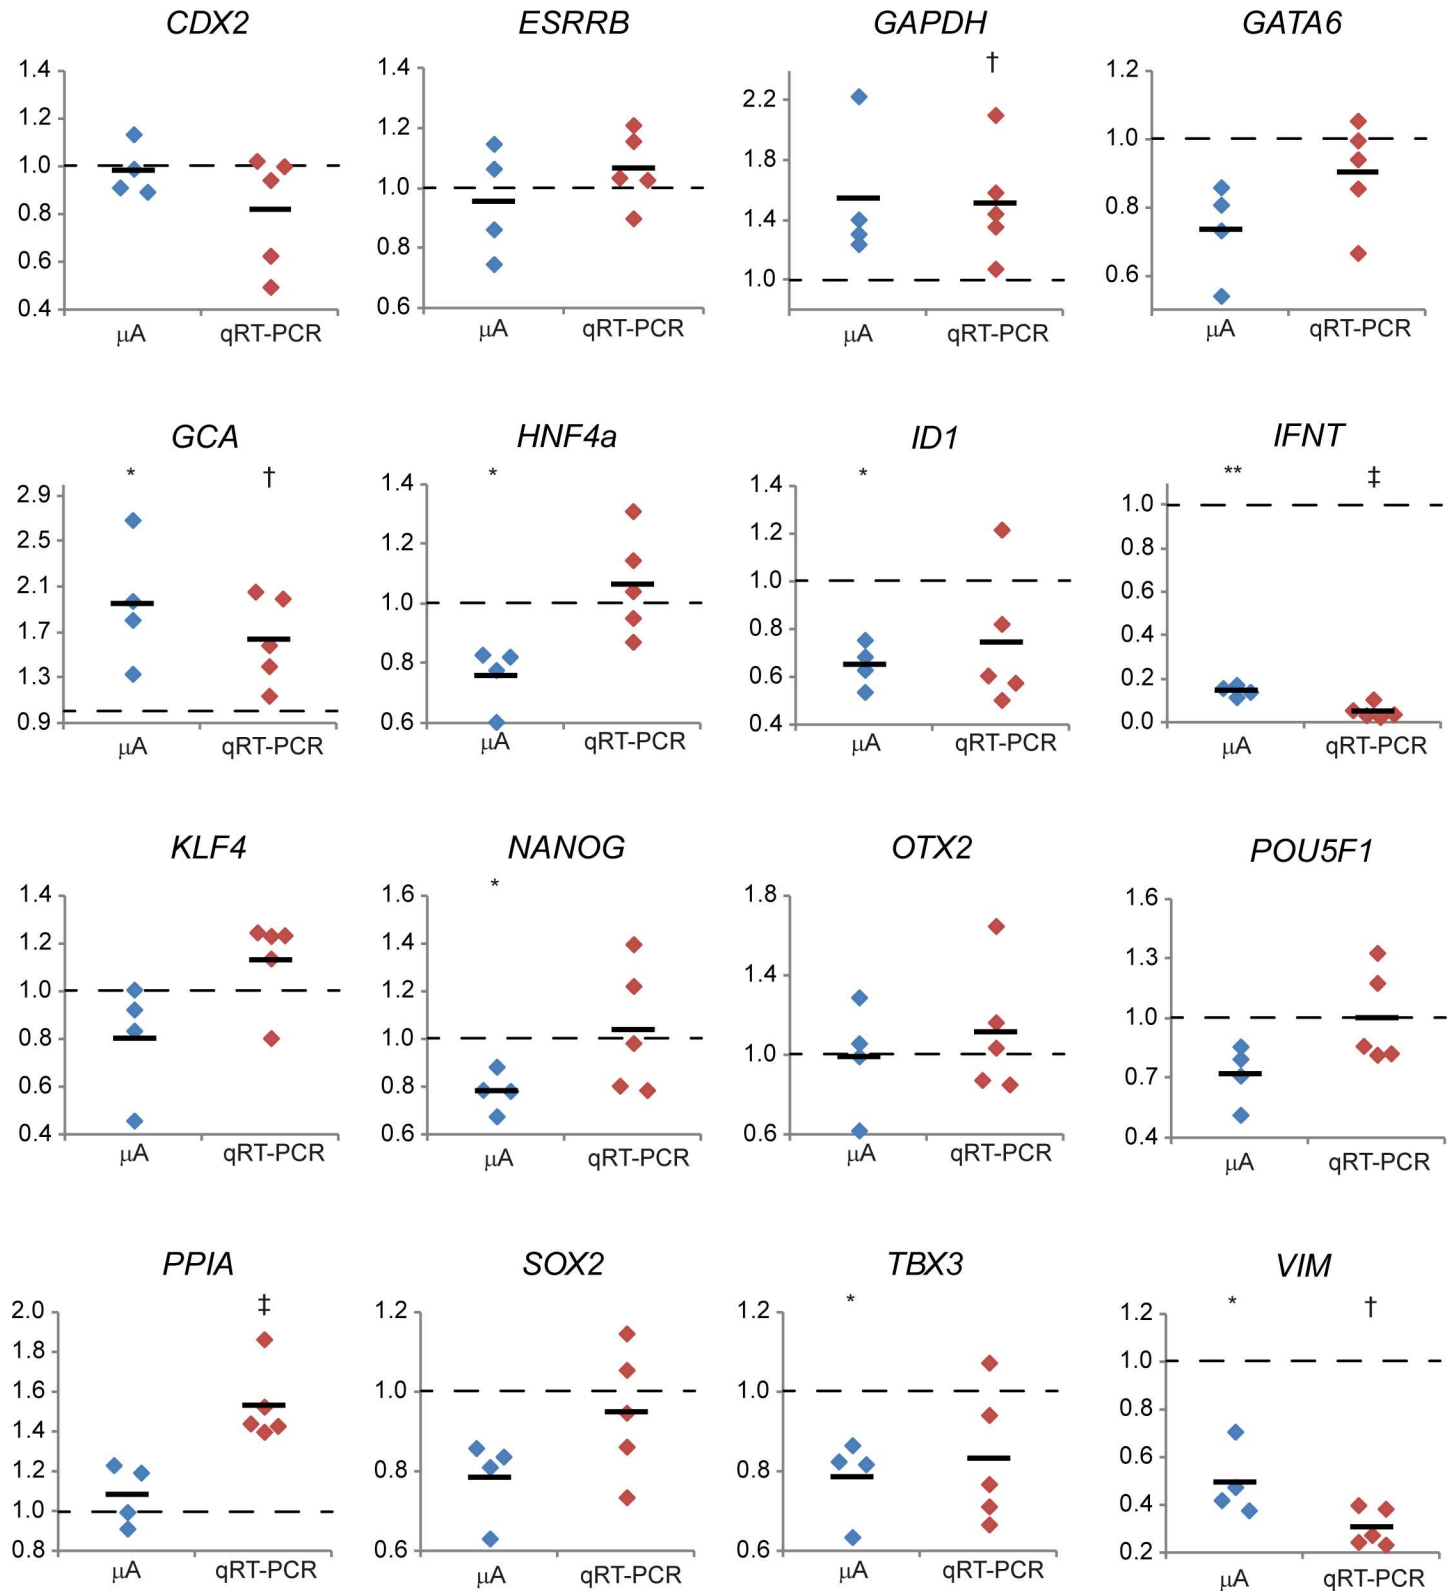 CDX2 ESRRB GAPDH GATA6
†
1.4 1.4 2.2 1.2
1.2 1.2 1.8 1.0
1.0 1.0 1.4 0.8
0.8 0.8 1.0 0.6
0.6 0.6
0.4
μA qRT-PCR μA qRT-PCR μA qRT-PCR μA qRT-PCR
GCA HNF4a ID1 IFNT
* † * * ** ‡
2.9 1.4 1.4 1.0
2.5 1.2 1.2 0.8
2.1 1.0 1.0 0.6
1.7 0.8 0.8 0.4
1.3 0.6 0.6 0.2
0.9 0.4 0.0
μA qRT-PCR μA qRT-PCR μA qRT-PCR μA qRT-PCR
KLF4 NANOG OTX2 POU5F1
*
1.4 1.6 1.8 1.6
1.2 1.4 1.4 1.3
1.0 1.2 1.0 1.0
0.8 1.0 0.6 0.7
0.6 0.8 0.4
0.4 0.6
μA qRT-PCR μA qRT-PCR μA qRT-PCR μA qRT-PCR
PPIA SOX2 TBX3 VIM
‡ * * †
2.0 1.2 1.2 1.2
1.8 1.0 1.0 1.0
1.6 0.8 0.8 0.8
1.4 0.6 0.6 0.6
1.2 0.4
1.0 0.2
0.8
μA qRT-PCR μA qRT-PCR μA qRT-PCR μA qRT-PCR